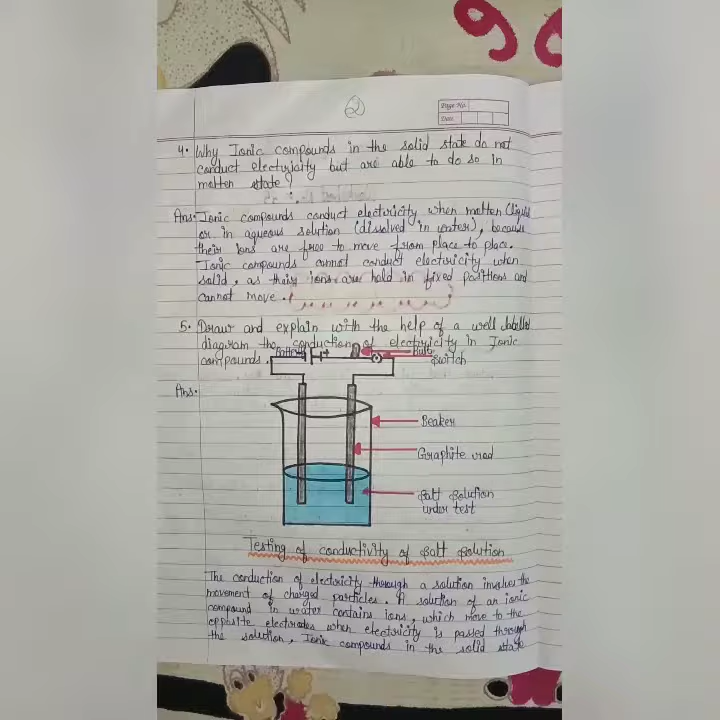 2
Page No.
Date
4. Why Ionic compounds in the solid state do not
conduct electricity but are able to do so in
molten state?
Ans: Ionic compounds conduct electricity when molten (liquid
or in aqueous solution (dissolved in water), because
their ions are free to move from place to place.
Ionic compounds cannot conduct electricity when
solid, as their ions are held in fixed positions and
cannot move.
5. Draw and explain with the help of a well labelled
diagram the conduction of electricity in Ionic
compounds.
Battery
+
Bulb
Switch
Ans:
Beaker
Graphite rod
Salt solution
under test
Testing of conductivity of Salt Solution
The conduction of electricity through a solution involves the
movement of charged particles. A solution of an ionic
compound in water contains ions, which move to the
opposite electrodes when electricity is passed through
the solution, Ionic compounds in the solid state